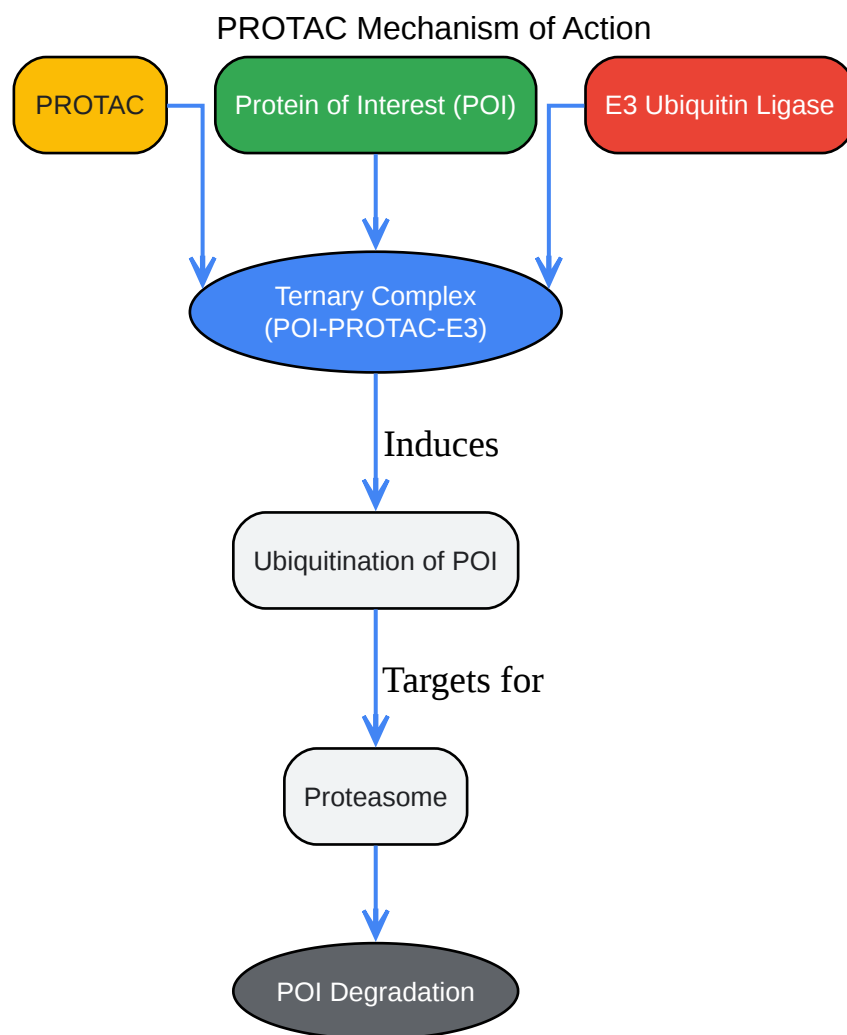 PROTAC Mechanism of Action
PROTAC
Protein of Interest (POI)
E3 Ubiquitin Ligase
Ternary Complex
(POI-PROTAC-E3)
Induces
Ubiquitination of POI
Targets for
Proteasome
POI Degradation